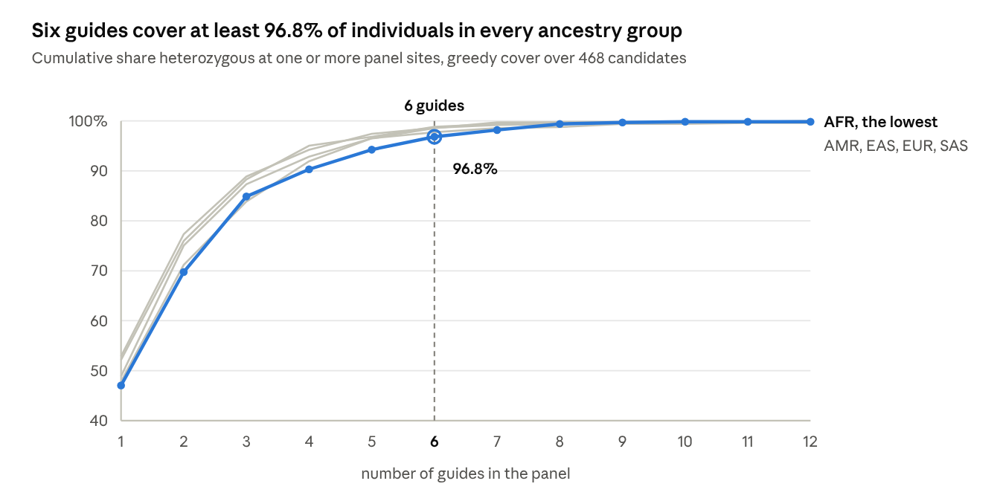 Six guides cover at least 96.8% of individuals in every ancestry group
Cumulative share heterozygous at one or more panel sites, greedy cover over 468 candidates
6 guides
100%
90
80
70
60
50
40
96.8%
AFR, the lowest
AMR, EAS, EUR, SAS
1 2 3 4 5 6 7 8 9 10 11 12
number of guides in the panel